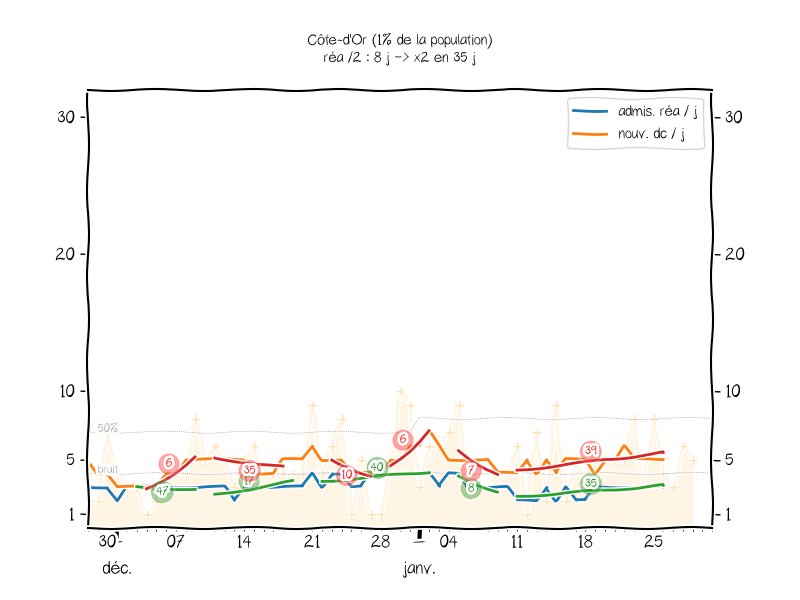 Côte-d'Or (1% de la population)
réa /2 : 8 j -> x2 en 35 j
admis. réa / j
nouv. dc / j
30 30
20 20
10 10
50%
6 6 39
5 5
bruit 35 10 40 7
17
47 8 35
1 1
30 07 14 21 28 04 11 18 25
déc. janv.